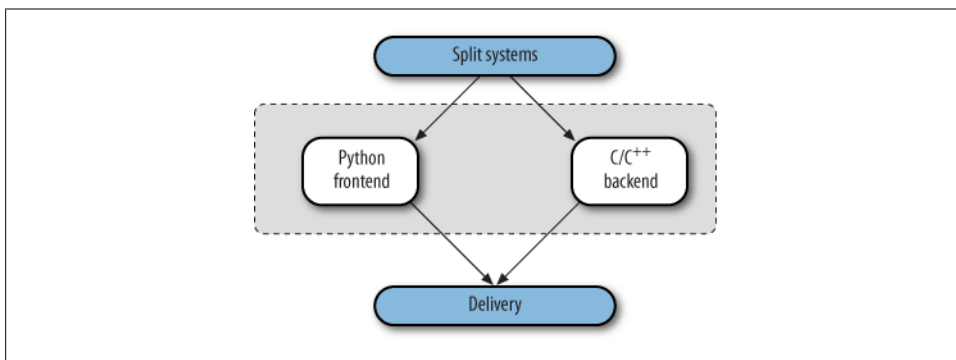 Split systems
Python
frontend
C/C++
backend
Delivery